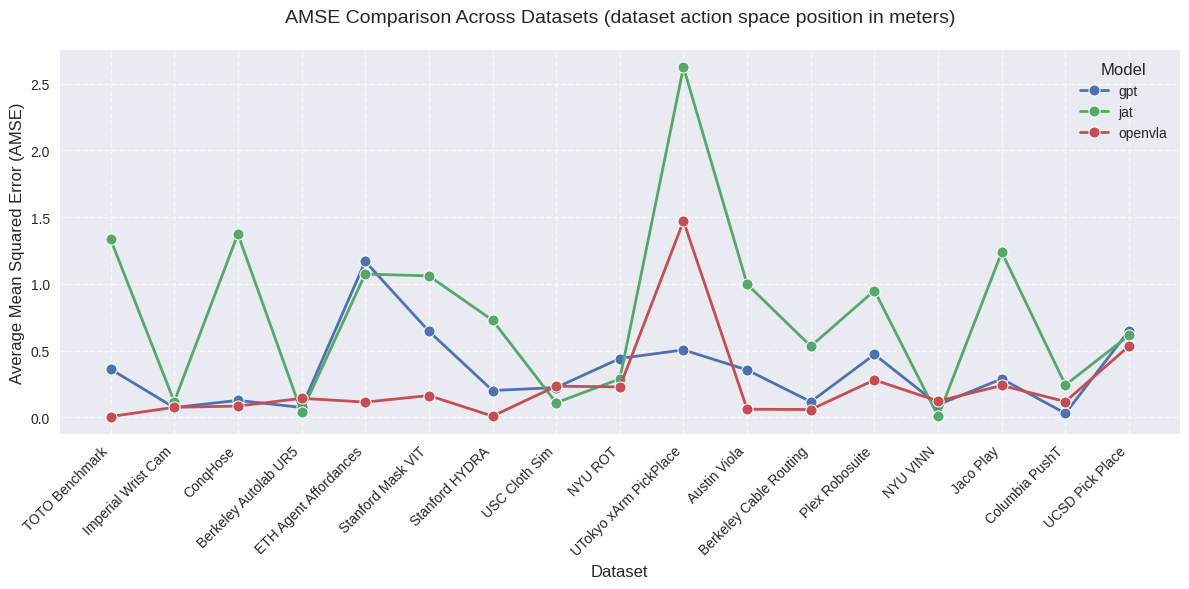 AMSE Comparison Across Datasets (dataset action space position in meters)
Average Mean Squared Error (AMSE)
2.5
2.0
1.5
1.0
0.5
0.0
Model
gpt
jat
openvla
TOTO Benchmark
Imperial Wrist Cam
ConqHose
Berkeley Autolab UR5
ETH Agent Affordances
Stanford Mask VIT
Stanford HYDRA
USC Cloth Sim
NYU ROT
UTokyo xArm PickPlace
Austin Viola
Berkeley Cable Routing
Plex Robosuite
NYU VINN
Jaco Play
Columbia PushT
UCSD Pick Place
Dataset